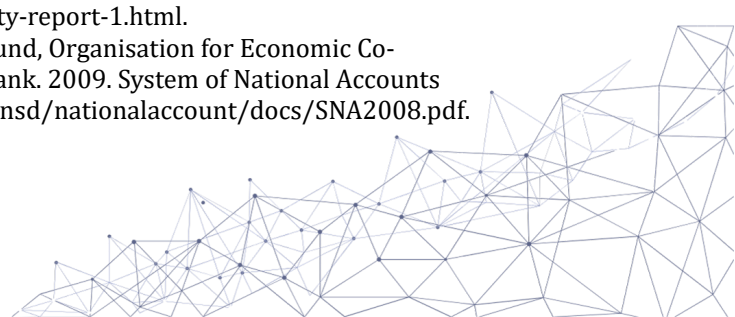 ty-report-1.html.
und, Organisation for Economic Co-
ank. 2009. System of National Accounts
nsd/nationalaccount/docs/SNA2008.pdf.